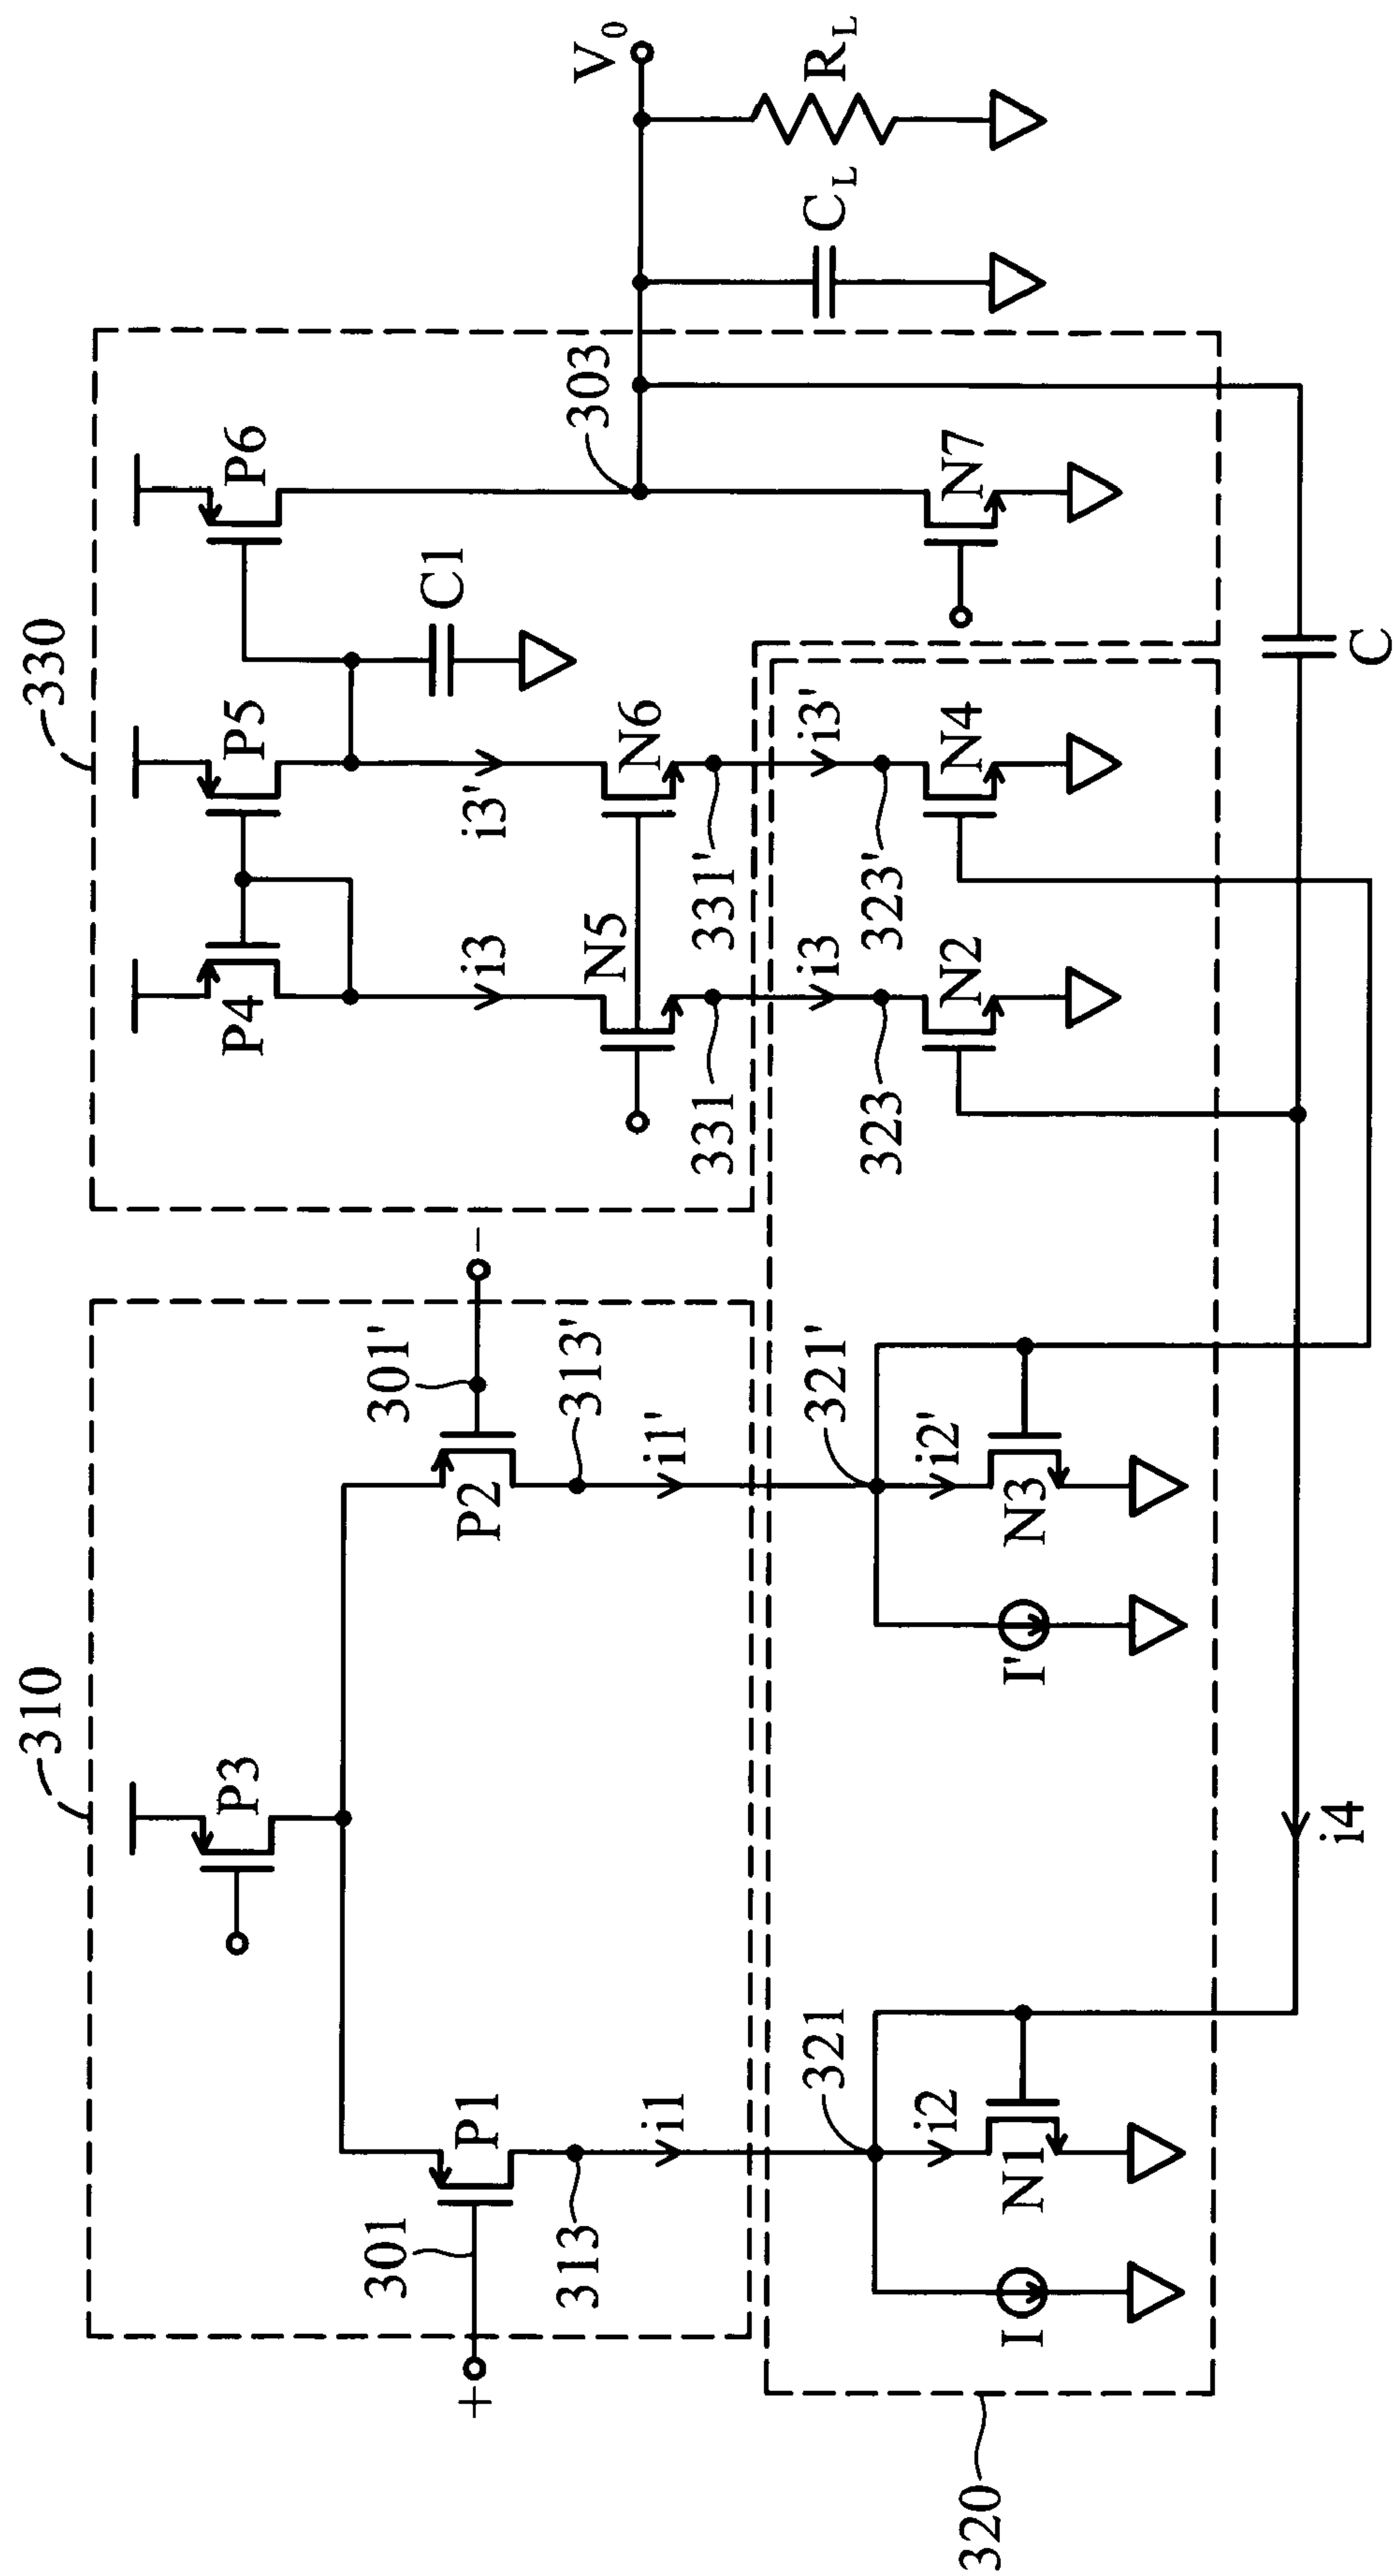 310
330
P3
P4
P5
P6
C1
301
P1
301'
P2
i3
i3'
303
V0
313
313'
N5
N6
i1
i1'
331
331'
CL
RL
321
321'
i3
i3'
323
323'
i2
i2'
N2
N4
N7
I
N1
I'
N3
320
i4
C
+
−